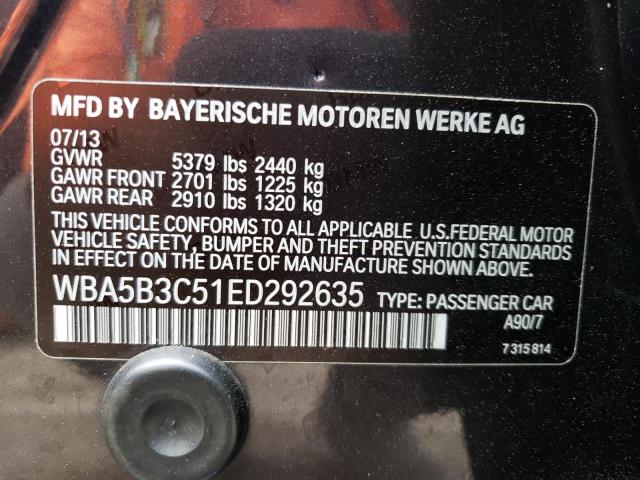 MFD BY BAYERISCHE MOTOREN WERKE AG
07/13
GVWR 5379 lbs 2440 kg
GAWR FRONT 2701 lbs 1225 kg
GAWR REAR 2910 lbs 1320 kg
THIS VEHICLE CONFORMS TO ALL APPLICABLE U.S.FEDERAL MOTOR
VEHICLE SAFETY, BUMPER AND THEFT PREVENTION STANDARDS
IN EFFECT ON THE DATE OF MANUFACTURE SHOWN ABOVE.
WBA5B3C51ED292635 TYPE: PASSENGER CAR
A90/7
7 315 814